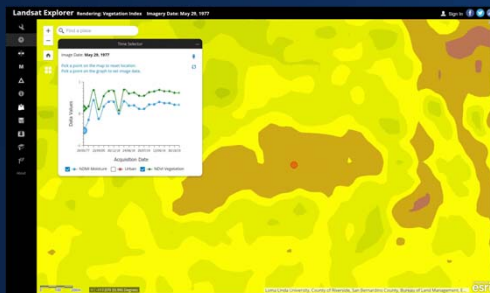 Landsat Explorer Rendering: Vegetation Index Imagery Date: May 29, 1977
Sign in
Find a place
Time Selector
Image Date: May 29, 1977
Pick a point on the map to select location.
Pick a point on the graph to set image date.
Data Values
Acquisition Date
NDMI Moisture Urban NDVI Vegetation
About
Loma Linda University, County of Riverside, San Bernardino County, Bureau of Land Management, E...
esri